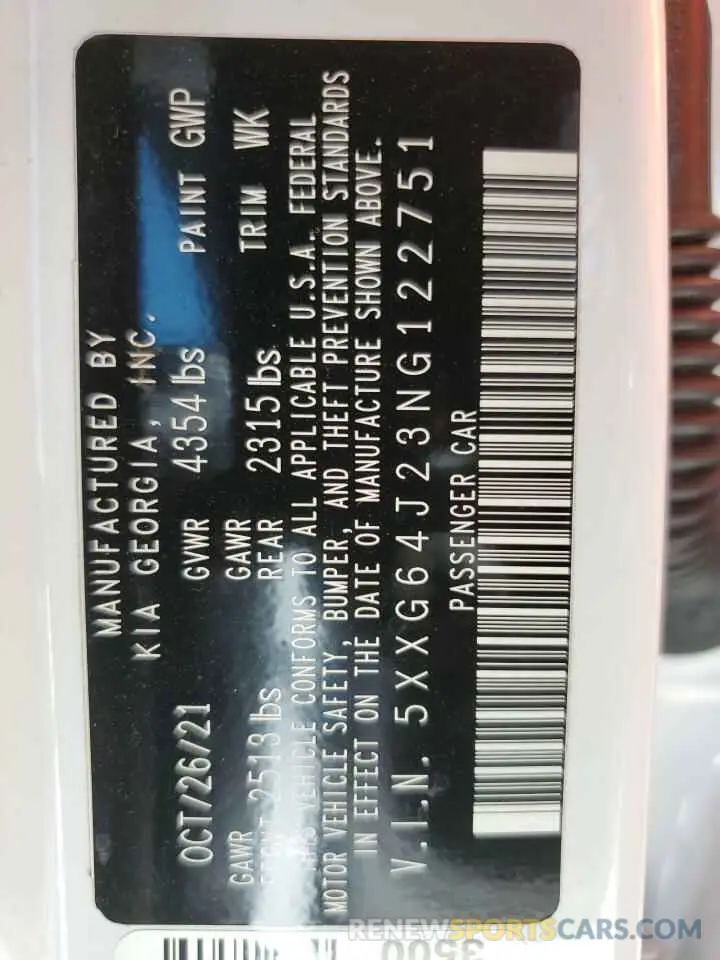 MANUFACTURED BY
KIA GEORGIA, INC.
OCT/26/21 GVWR 4354 lbs PAINT GWP
GAWR GAWR
FRONT 2513 lbs REAR 2315 lbs TRIM WK
THIS VEHICLE CONFORMS TO ALL APPLICABLE U.S.A. FEDERAL
MOTOR VEHICLE SAFETY, BUMPER, AND THEFT PREVENTION STANDARDS
IN EFFECT ON THE DATE OF MANUFACTURE SHOWN ABOVE.
V.I.N. 5XXG64J23NG122751
PASSENGER CAR
3500
RENEWSPORTSCARS.COM